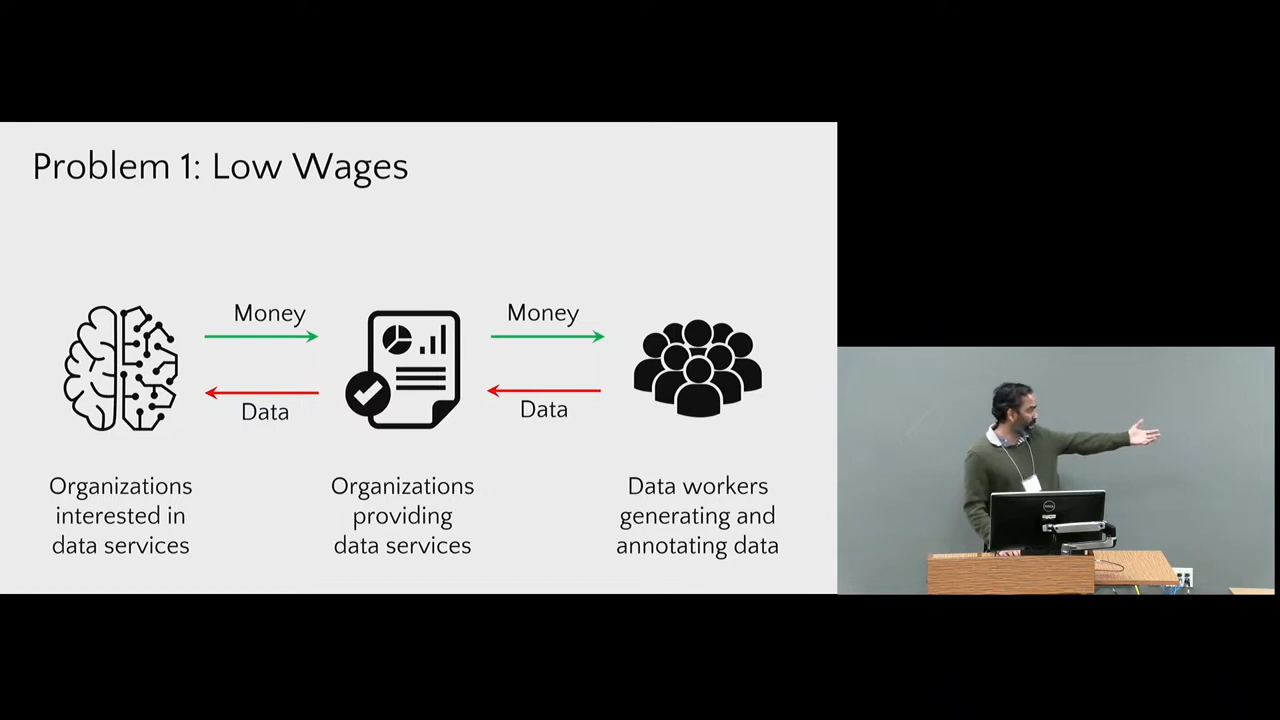 Problem 1: Low Wages
Money
Money
Data
Data
Organizations
interested in
data services
Organizations
providing
data services
Data workers
generating and
annotating data
DELL